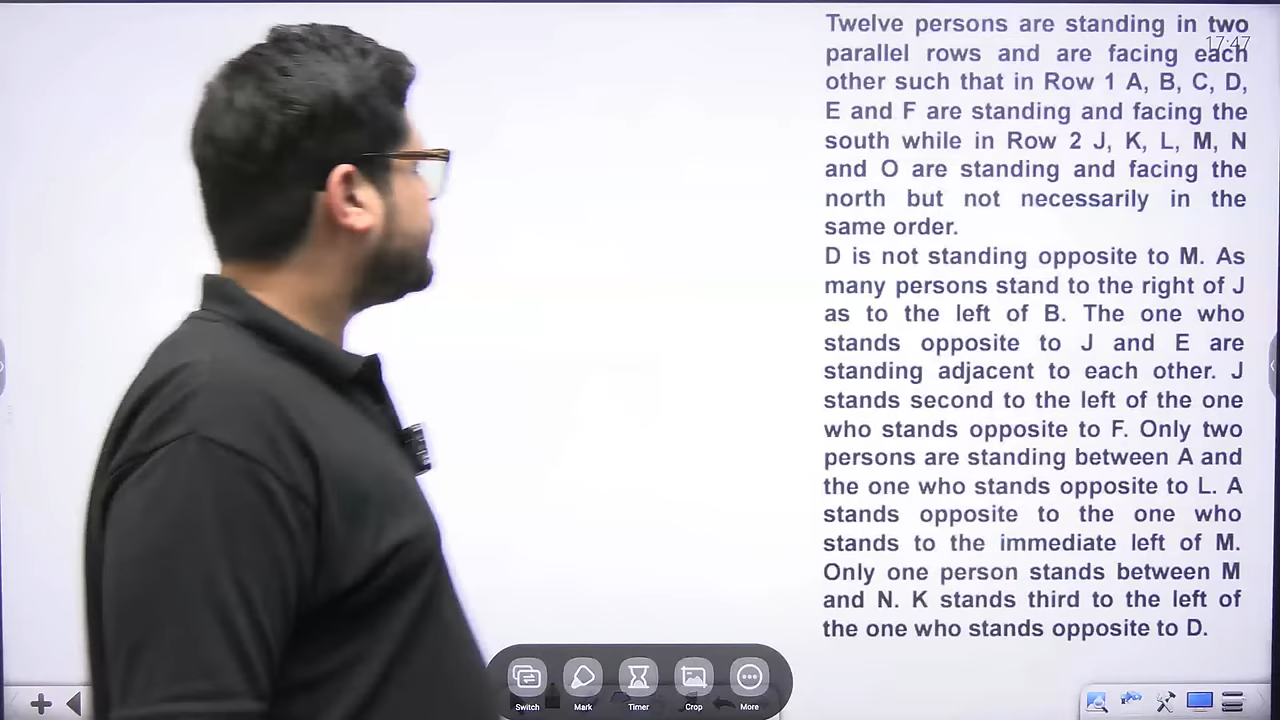 Twelve persons are standing in two
17:47
parallel rows and are facing each
other such that in Row 1 A, B, C, D,
E and F are standing and facing the
south while in Row 2 J, K, L, M, N
and O are standing and facing the
north but not necessarily in the
same order.
D is not standing opposite to M. As
many persons stand to the right of J
as to the left of B. The one who
stands opposite to J and E are
standing adjacent to each other. J
stands second to the left of the one
who stands opposite to F. Only two
persons are standing between A and
the one who stands opposite to L. A
stands opposite to the one who
stands to the immediate left of M.
Only one person stands between M
and N. K stands third to the left of
the one who stands opposite to D.
Switch Mark Timer Crop More